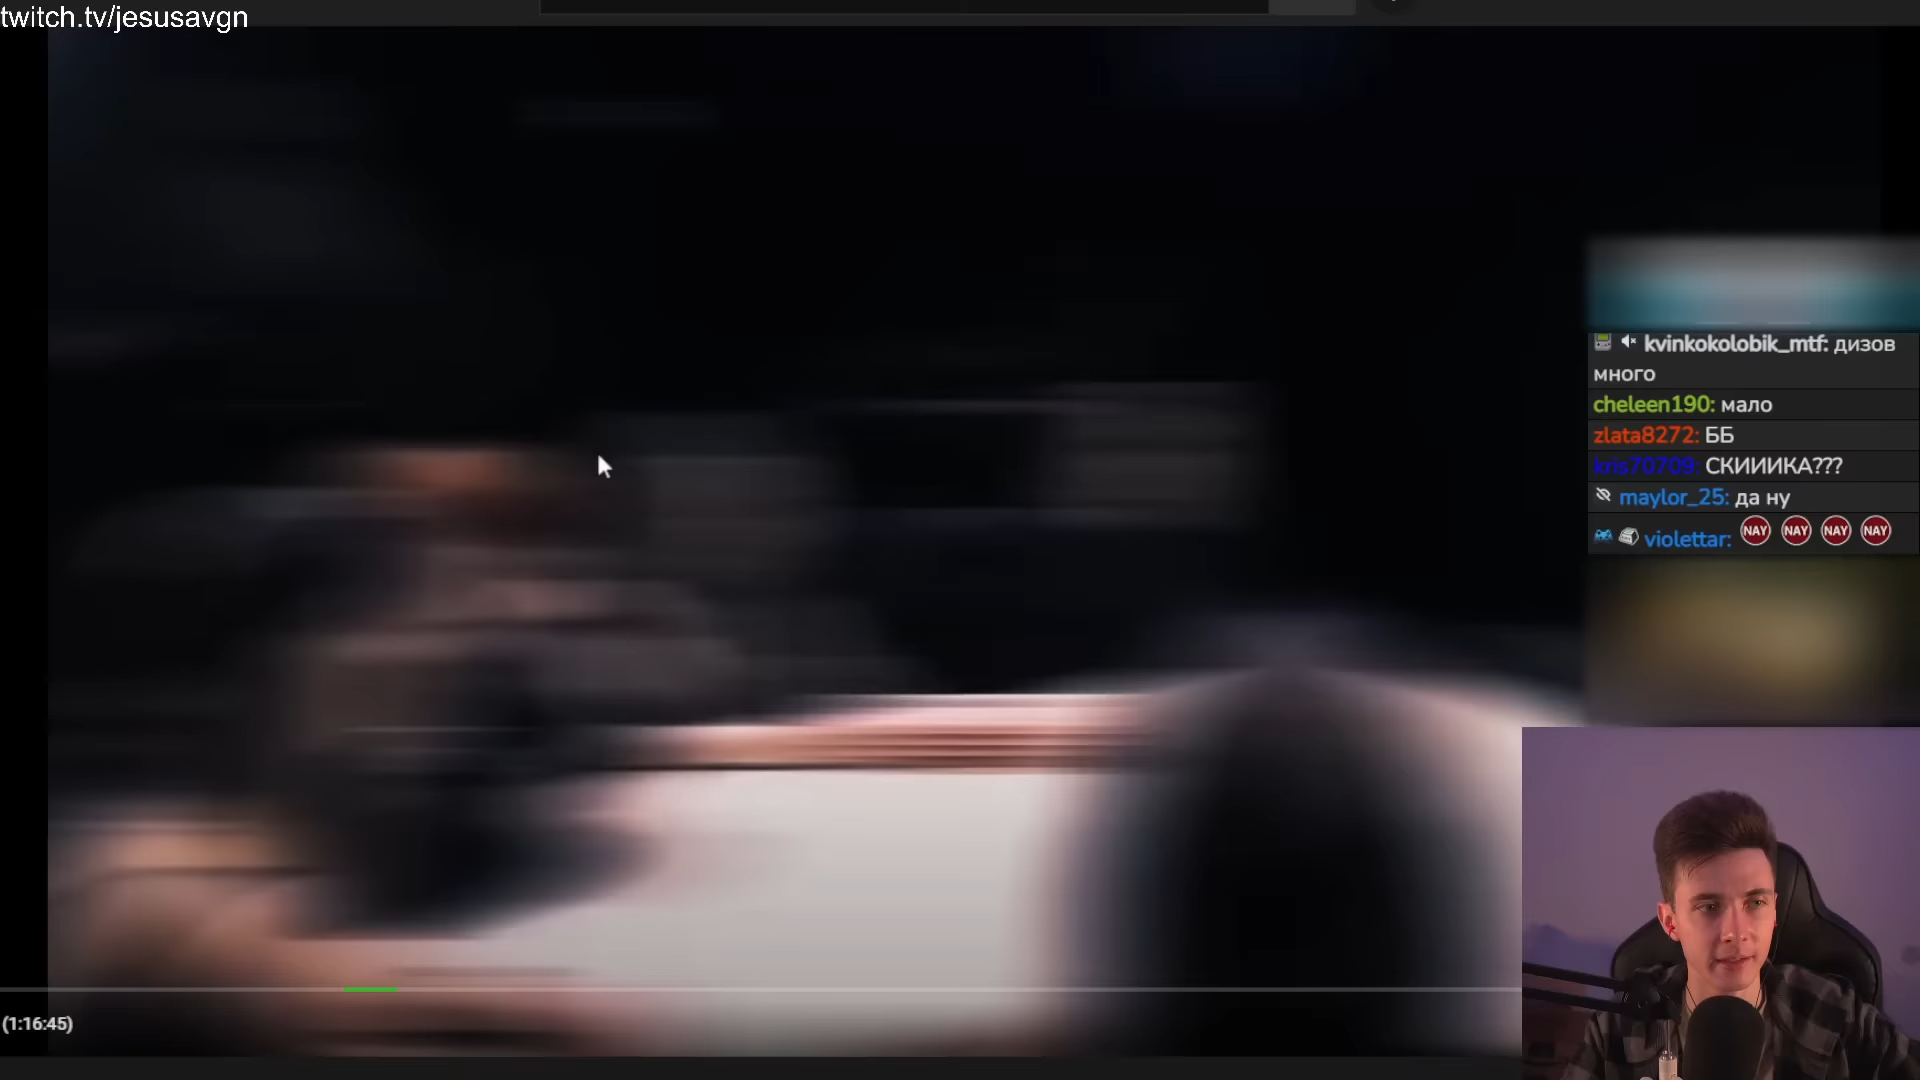 twitch.tv/jesusavgn
kvinkokolobik_mtf: дизов
много
cheleen190: мало
zlata8272: ББ
kris70709: СКИИИКА???
maylor_25: да ну
violettar: NAY NAY NAY NAY
(1:16:45)